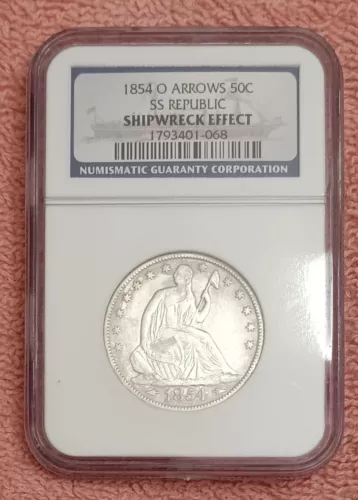 1854 O ARROWS 50C
SS REPUBLIC
SHIPWRECK EFFECT
1793401-068
NUMISMATIC GUARANTY CORPORATION
1854